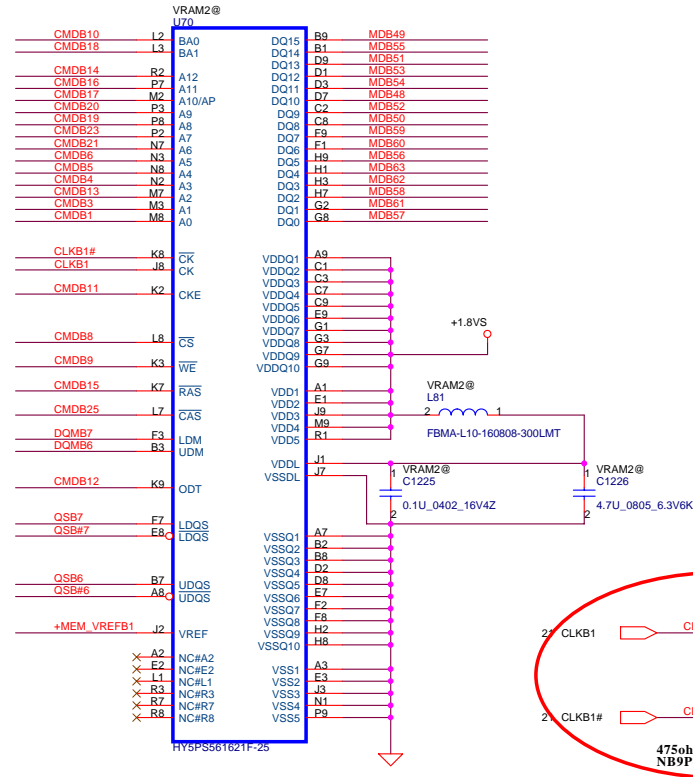 VRAM2@
U70
CMDB10 L2 BA0 DQ15 B9 MDB49
CMDB18 L3 BA1 DQ14 B1 MDB55
DQ13 D9 MDB51
CMDB14 R2 A12 DQ12 D1 MDB53
CMDB16 P7 A11 DQ11 D3 MDB54
CMDB17 M2 A10/AP DQ10 D7 MDB48
CMDB20 P3 A9 DQ9 C2 MDB52
CMDB19 P8 A8 DQ8 C8 MDB50
CMDB23 P2 A7 DQ7 F9 MDB59
CMDB21 N7 A6 DQ6 F1 MDB60
CMDB6 N3 A5 DQ5 H9 MDB56
CMDB5 N8 A4 DQ4 H1 MDB63
CMDB4 N2 A3 DQ3 H3 MDB62
CMDB13 M7 A2 DQ2 H7 MDB58
CMDB3 M3 A1 DQ1 G2 MDB61
CMDB1 M8 A0 DQ0 G8 MDB57
CLKB1# K8 CK VDDQ1 A9
CLKB1 J8 CK VDDQ2 C1
VDDQ3 C3
CMDB11 K2 CKE VDDQ4 C7
VDDQ5 C9
VDDQ6 E9
VDDQ7 G1
CMDB8 L8 CS VDDQ8 G3
VDDQ9 G7
CMDB9 K3 WE VDDQ10 G9
+1.8VS
CMDB15 K7 RAS VDD1 A1
VDD2 E1
CMDB25 L7 CAS VDD3 J9
VDD4 M9
DQMB7 F3 LDM VDD5 R1
DQMB6 B3 UDM
VRAM2@
L81
2 1
FBMA-L10-160808-300LMT
VDDL J1
VSSDL J7
CMDB12 K9 ODT
1 VRAM2@
C1225
0.1U_0402_16V4Z
2
1 VRAM2@
C1226
4.7U_0805_6.3V6K
2
QSB7 F7 LDQS VSSQ1 A7
QSB#7 E8 LDQS VSSQ2 B2
VSSQ3 B8
VSSQ4 D2
QSB6 B7 UDQS VSSQ5 D8
QSB#6 A8 UDQS VSSQ6 E7
VSSQ7 F2
VSSQ8 F8
+MEM_VREFB1 J2 VREF VSSQ9 H2
VSSQ10 H8
A2 NC#A2 VSS1 A3
E2 NC#E2 VSS2 E3
L1 NC#L1 VSS3 J3
R3 NC#R3 VSS4 N1
R7 NC#R7 VSS5 P9
R8 NC#R8
HY5PS561621F-25
21 CLKB1
21 CLKB1#
475oh
NB9P